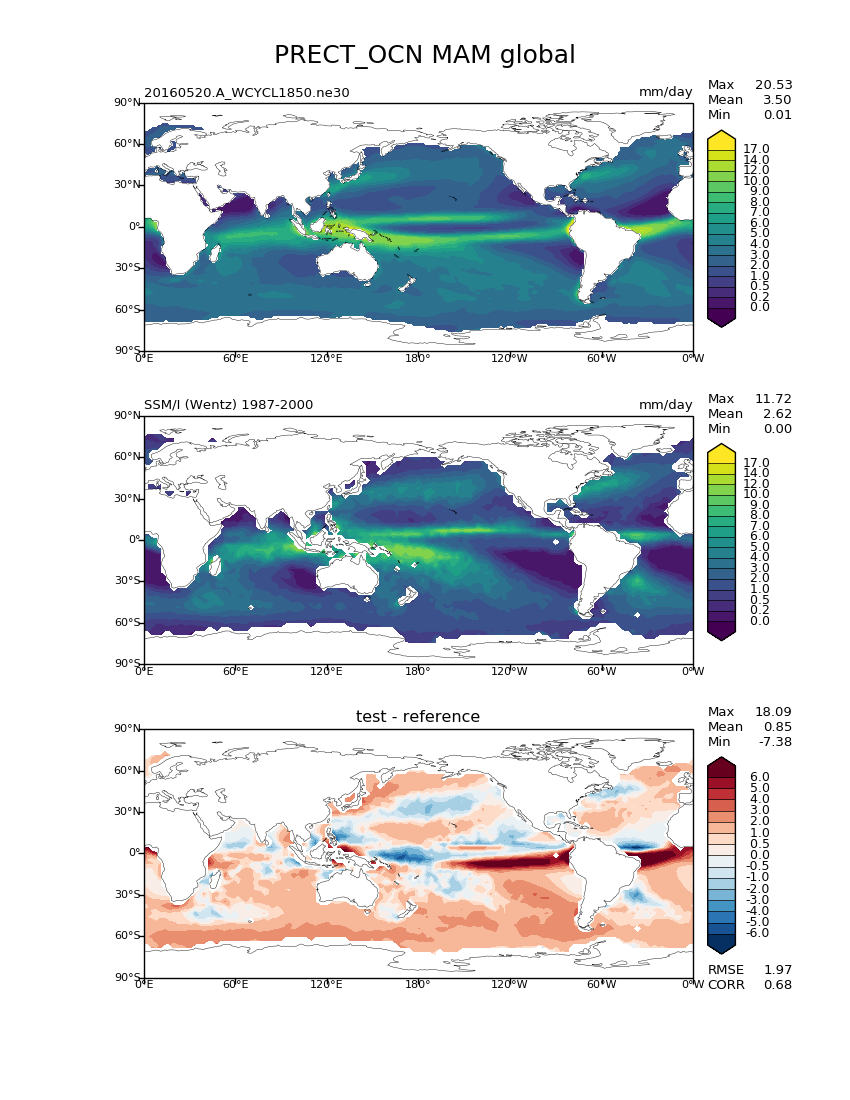 PRECT_OCN MAM global
20160520.A_WCYCL1850.ne30
mm/day
Max 20.53
Mean 3.50
Min 0.01
90°N
60°N
30°N
0°
30°S
60°S
90°S
0°E 60°E 120°E 180° 120°W 60°W 0°W
17.0
14.0
12.0
10.0
9.0
8.0
7.0
6.0
5.0
4.0
3.0
2.0
1.0
0.5
0.2
0.0
SSM/I (Wentz) 1987-2000
mm/day
Max 11.72
Mean 2.62
Min 0.00
90°N
60°N
30°N
0°
30°S
60°S
90°S
0°E 60°E 120°E 180° 120°W 60°W 0°W
17.0
14.0
12.0
10.0
9.0
8.0
7.0
6.0
5.0
4.0
3.0
2.0
1.0
0.5
0.2
0.0
test - reference
Max 18.09
Mean 0.85
Min -7.38
90°N
60°N
30°N
0°
30°S
60°S
90°S
0°E 60°E 120°E 180° 120°W 60°W 0°W
6.0
5.0
4.0
3.0
2.0
1.0
0.5
0.0
-0.5
-1.0
-2.0
-3.0
-4.0
-5.0
-6.0
RMSE 1.97
CORR 0.68